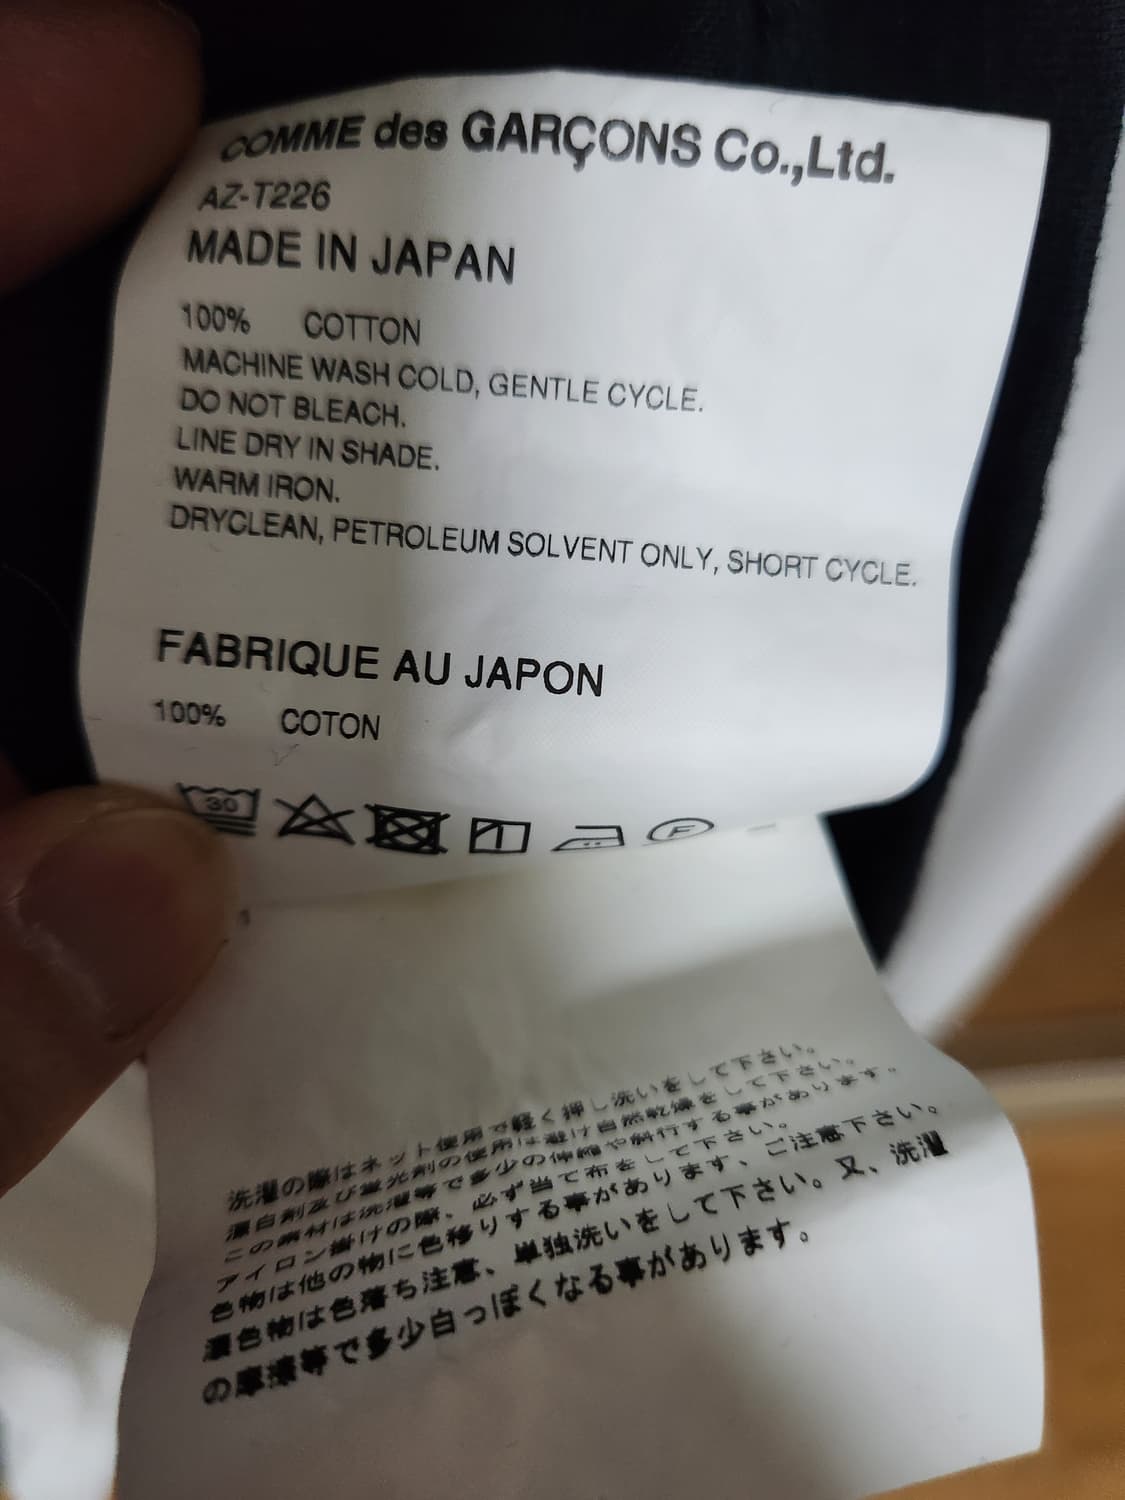 COMME des GARÇONS Co.,Ltd.
AZ-T226
MADE IN JAPAN
100% COTTON
MACHINE WASH COLD, GENTLE CYCLE.
DO NOT BLEACH.
LINE DRY IN SHADE.
WARM IRON.
DRYCLEAN, PETROLEUM SOLVENT ONLY, SHORT CYCLE.
FABRIQUE AU JAPON
100% COTON
30
F
1
洗濯の際はネット使用で軽く押し洗いをして下さい。
漂白剤及び蛍光剤の使用は避け自然乾燥をして下さい。
この素材は洗濯等で多少の伸縮や斜行する事があります。
アイロン掛けの際、必ず当て布をして下さい。
色物は他の物に色移りする事があります、ご注意下さい。
濃色物は色落ち注意、単独洗いをして下さい。又、洗濯
の摩擦等で多少白っぽくなる事があります。